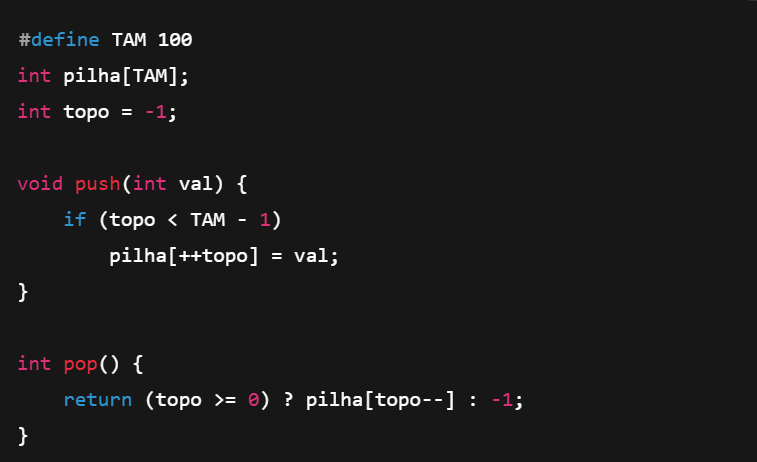 #define TAM 100
int pilha[TAM];
int topo = -1;

void push(int val) {
    if (topo < TAM - 1)
        pilha[++topo] = val;
}

int pop() {
    return (topo >= 0) ? pilha[topo--] : -1;
}